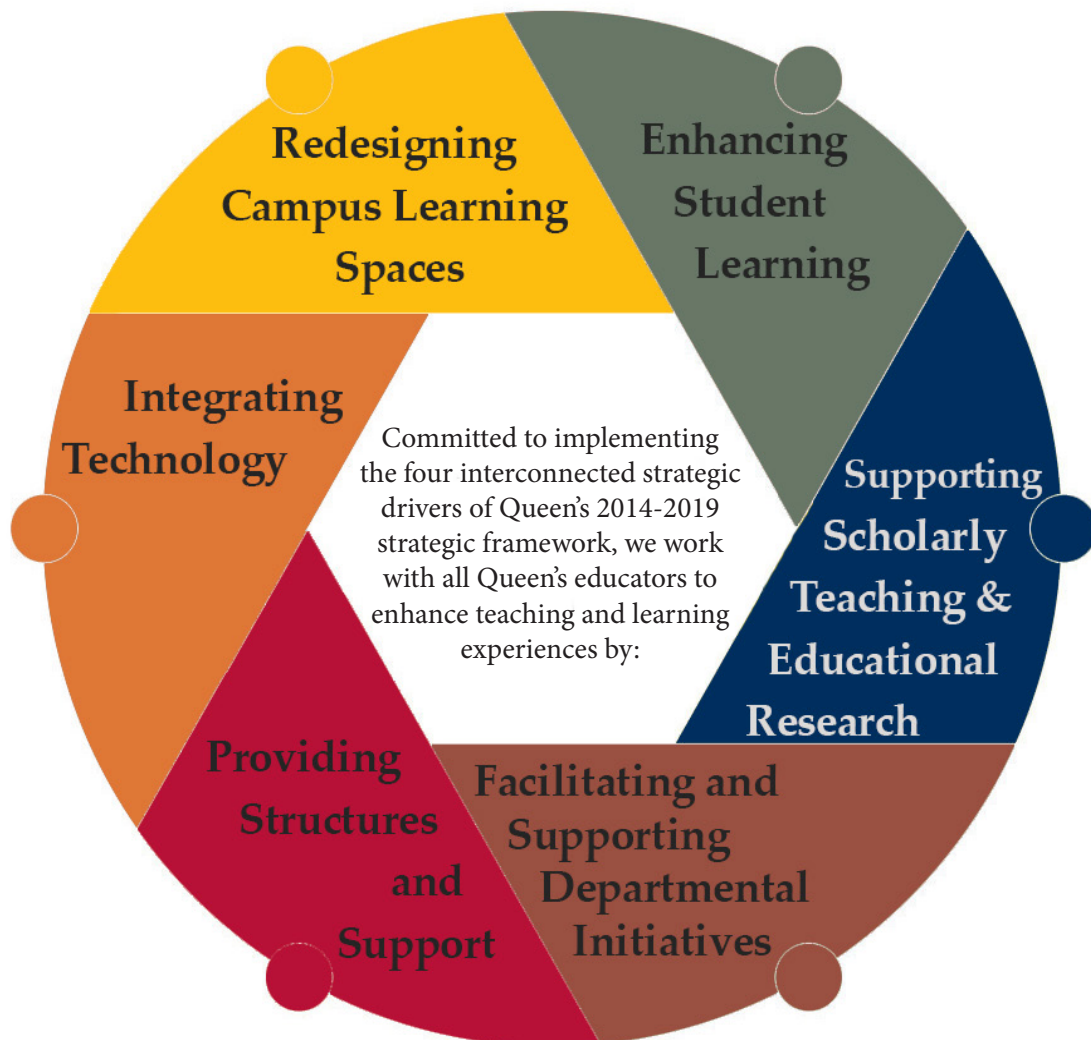 Redesigning
Campus Learning
Spaces
Enhancing
Student
Learning
Integrating
Technology
Committed to implementing
the four interconnected strategic
drivers of Queen’s 2014-2019
strategic framework, we work
with all Queen’s educators to
enhance teaching and learning
experiences by:
Supporting
Scholarly
Teaching &
Educational
Research
Providing
Structures
and
Support
Facilitating and
Supporting
Departmental
Initiatives